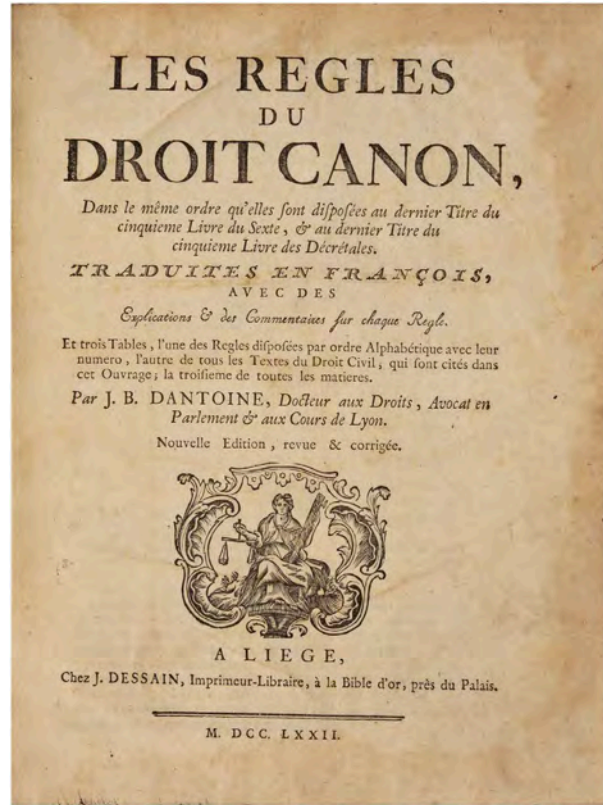 LES REGLES
DU
DROIT CANON,
Dans le même ordre qu'elles ſont diſpoſées au dernier Titre du
cinquieme Livre du Sexte, & au dernier Titre du
cinquieme Livre des Décrétales.
TRADUITES EN FRANÇOIS,
AVEC DES
Explications & des Commentaires ſur chaque Regle.
Et trois Tables, l'une des Regles diſpoſées par ordre Alphabétique avec leur
numero, l'autre de tous les Textes du Droit Civil, qui ſont cités dans
cet Ouvrage; la troiſieme de toutes les matieres.
Par J. B. DANTOINE, Docteur aux Droits, Avocat en
Parlement & aux Cours de Lyon.
Nouvelle Edition, revue & corrigée.
A LIEGE,
Chez J. DESSAIN, Imprimeur-Libraire, à la Bible d'or, près du Palais.
M. DCC. LXXII.